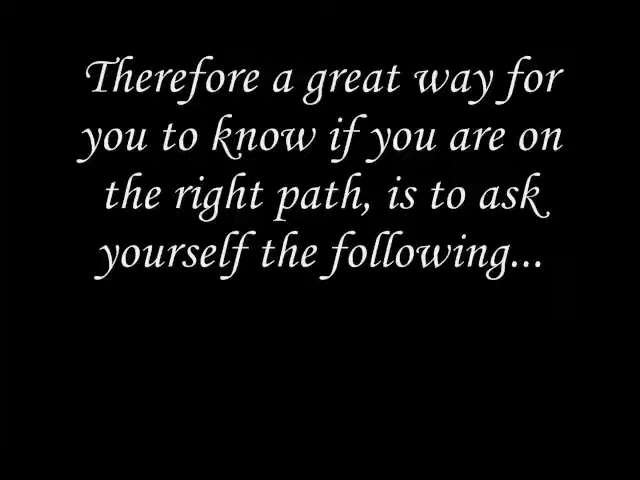 Therefore a great way for
you to know if you are on
the right path, is to ask
yourself the following...